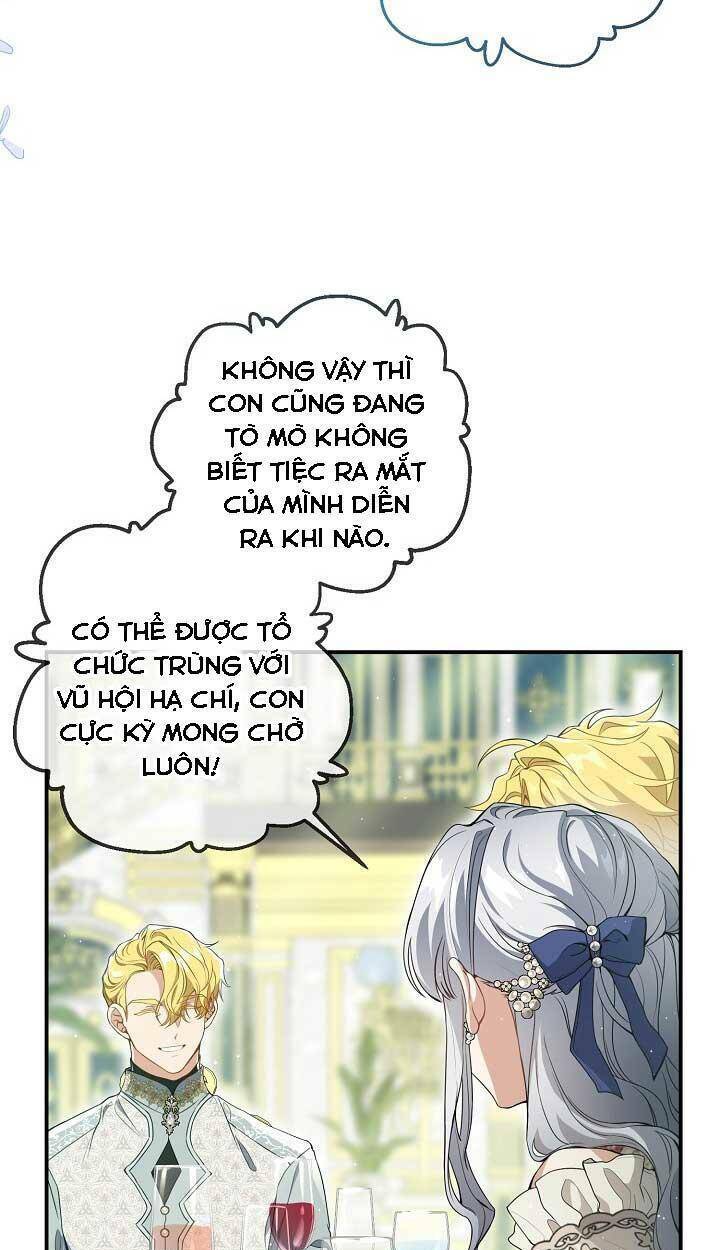 KHÔNG VẬY THÌ
CON CŨNG ĐANG
TÒ MÒ KHÔNG
BIẾT TIỆC RA MẮT
CỦA MÌNH DIỄN
RA KHI NÀO.
CÓ THỂ ĐƯỢC TỔ
CHỨC TRÙNG VỚI
VŨ HỘI HẠ CHÍ, CON
CỰC KỲ MONG CHỜ
LUÔN!